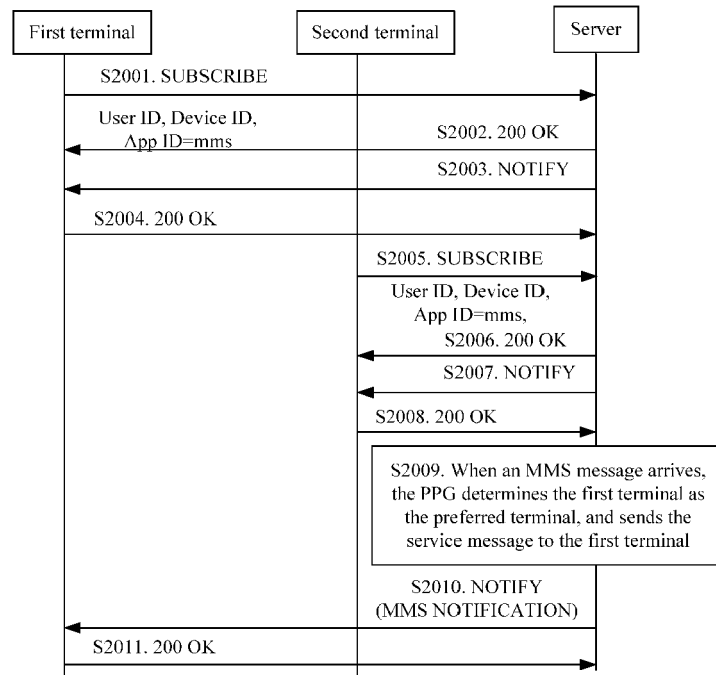 First terminal
Second terminal
Server
S2001. SUBSCRIBE
User ID, Device ID,
App ID=mms
S2002. 200 OK
S2003. NOTIFY
S2004. 200 OK
S2005. SUBSCRIBE
User ID, Device ID,
App ID=mms,
S2006. 200 OK
S2007. NOTIFY
S2008. 200 OK
S2009. When an MMS message arrives,
the PPG determines the first terminal as
the preferred terminal, and sends the
service message to the first terminal
S2010. NOTIFY
(MMS NOTIFICATION)
S2011. 200 OK